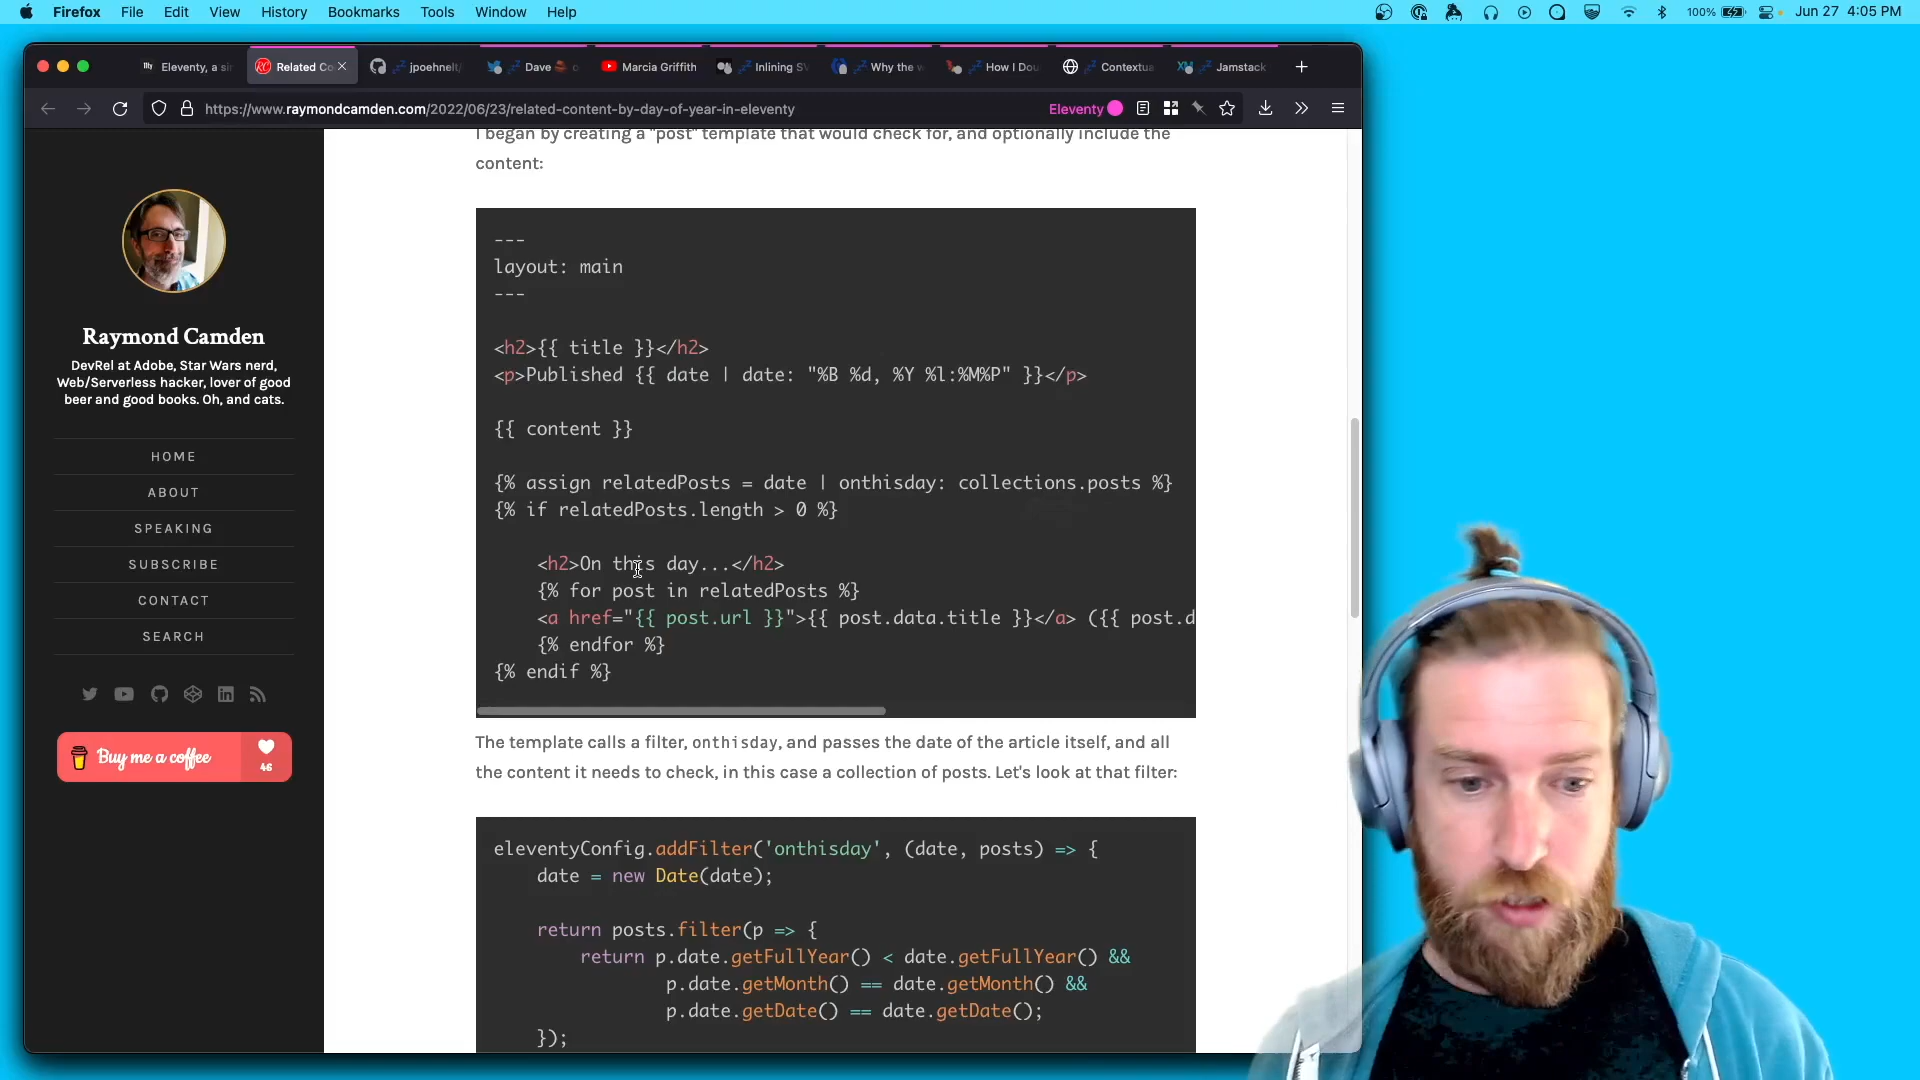 Firefox File Edit View History Bookmarks Tools Window Help
100% Jun 27 4:05 PM
Eleventy, a si
Related Co
jpoehnelt/
Dave
Marcia Griffith
Inlining SV
Why the w
How I Dou
Contextua
Jamstack
https://www.raymondcamden.com/2022/06/23/related-content-by-day-of-year-in-eleventy
Eleventy
Raymond Camden
DevRel at Adobe, Star Wars nerd,
Web/Serverless hacker, lover of good
beer and good books. Oh, and cats.
HOME
ABOUT
SPEAKING
SUBSCRIBE
CONTACT
SEARCH
Buy me a coffee
46
I began by creating a "post" template that would check for, and optionally include the
content:
---
layout: main
---
<h2>{{ title }}</h2>
<p>Published {{ date | date: "%B %d, %Y %l:%M%P" }}</p>
{{ content }}
{% assign relatedPosts = date | onthisday: collections.posts %}
{% if relatedPosts.length > 0 %}
<h2>On this day...</h2>
{% for post in relatedPosts %}
<a href="{{ post.url }}">{{ post.data.title }}</a> ({{ post.d
{% endfor %}
{% endif %}
The template calls a filter, onthisday, and passes the date of the article itself, and all
the content it needs to check, in this case a collection of posts. Let's look at that filter:
eleventyConfig.addFilter('onthisday', (date, posts) => {
date = new Date(date);
return posts.filter(p => {
return p.date.getFullYear() < date.getFullYear() &&
p.date.getMonth() == date.getMonth() &&
p.date.getDate() == date.getDate();
});